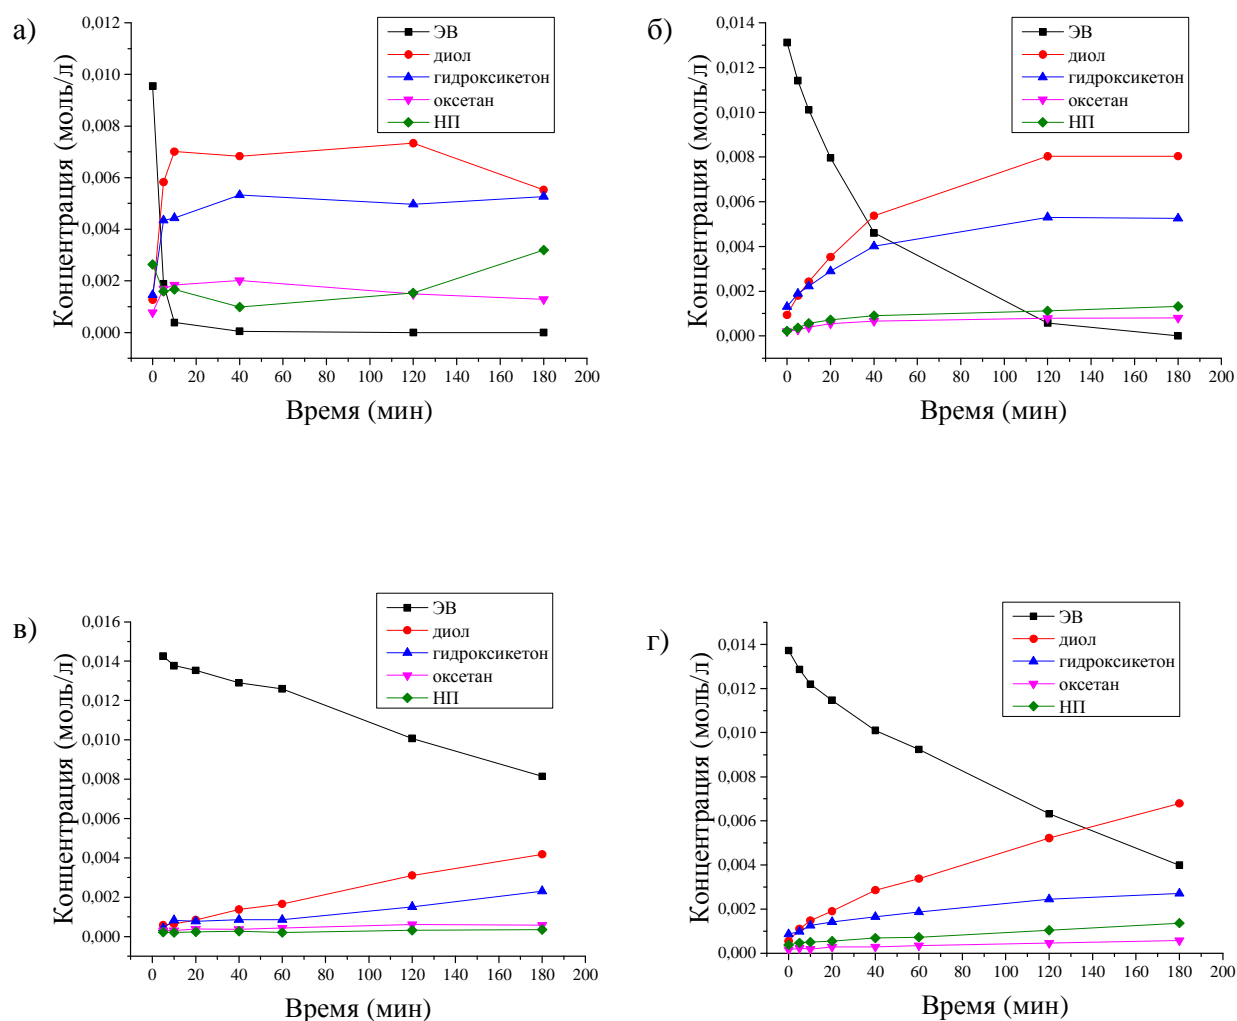 а)
0,012
0,010
0,008
0,006
0,004
0,002
0,000
Концентрация (моль/л)
ЭВ
диол
гидроксикетон
оксетан
НП
0 20 40 60 80 100 120 140 160 180 200
Время (мин)
б)
0,014
0,012
0,010
0,008
0,006
0,004
0,002
0,000
Концентрация (моль/л)
ЭВ
диол
гидроксикетон
оксетан
НП
0 20 40 60 80 100 120 140 160 180 200
Время (мин)
в)
0,016
0,014
0,012
0,010
0,008
0,006
0,004
0,002
0,000
Концентрация (моль/л)
ЭВ
диол
гидроксикетон
оксетан
НП
0 20 40 60 80 100 120 140 160 180 200
Время (мин)
г)
0,014
0,012
0,010
0,008
0,006
0,004
0,002
0,000
Концентрация (моль/л)
ЭВ
диол
гидроксикетон
оксетан
НП
0 20 40 60 80 100 120 140 160 180 200
Время (мин)